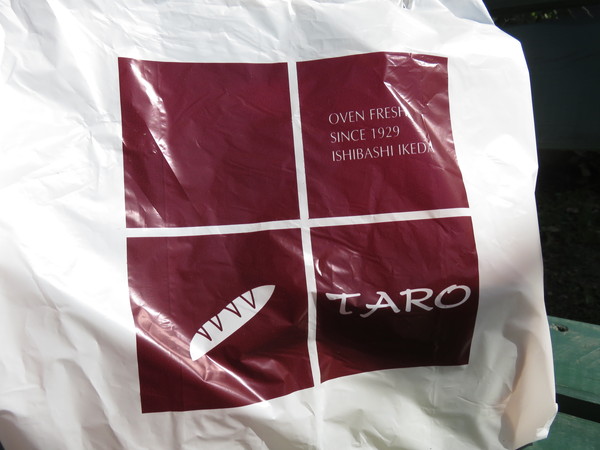 OVEN FRESH
SINCE 1929
ISHIBASHI IKEDA
TARO